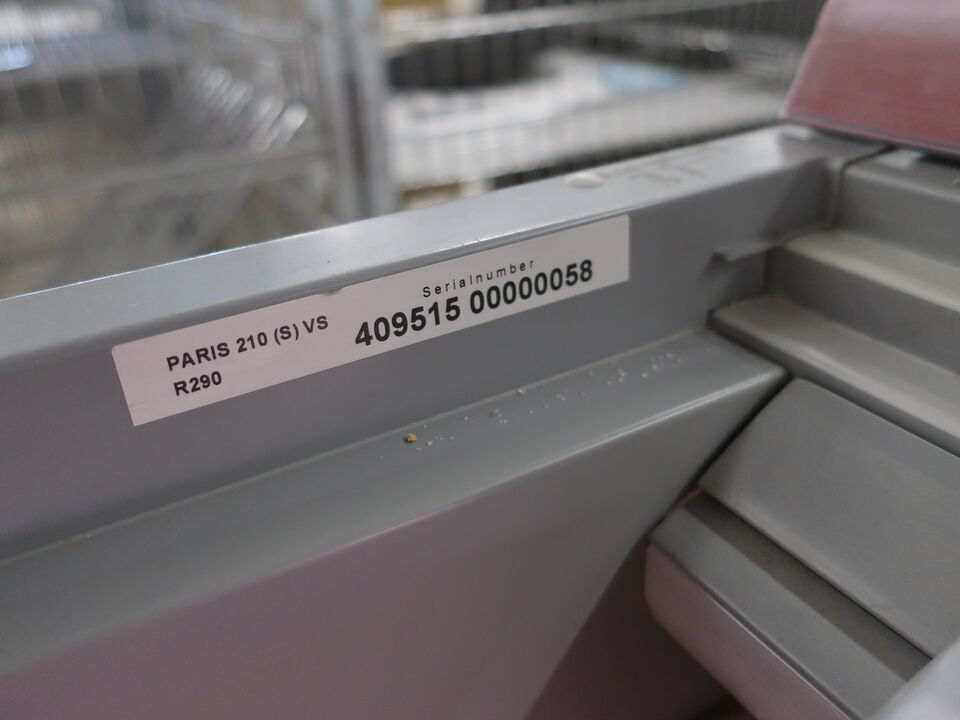 PARIS 210 (S) VS
R290
Serialnumber
409515 00000058